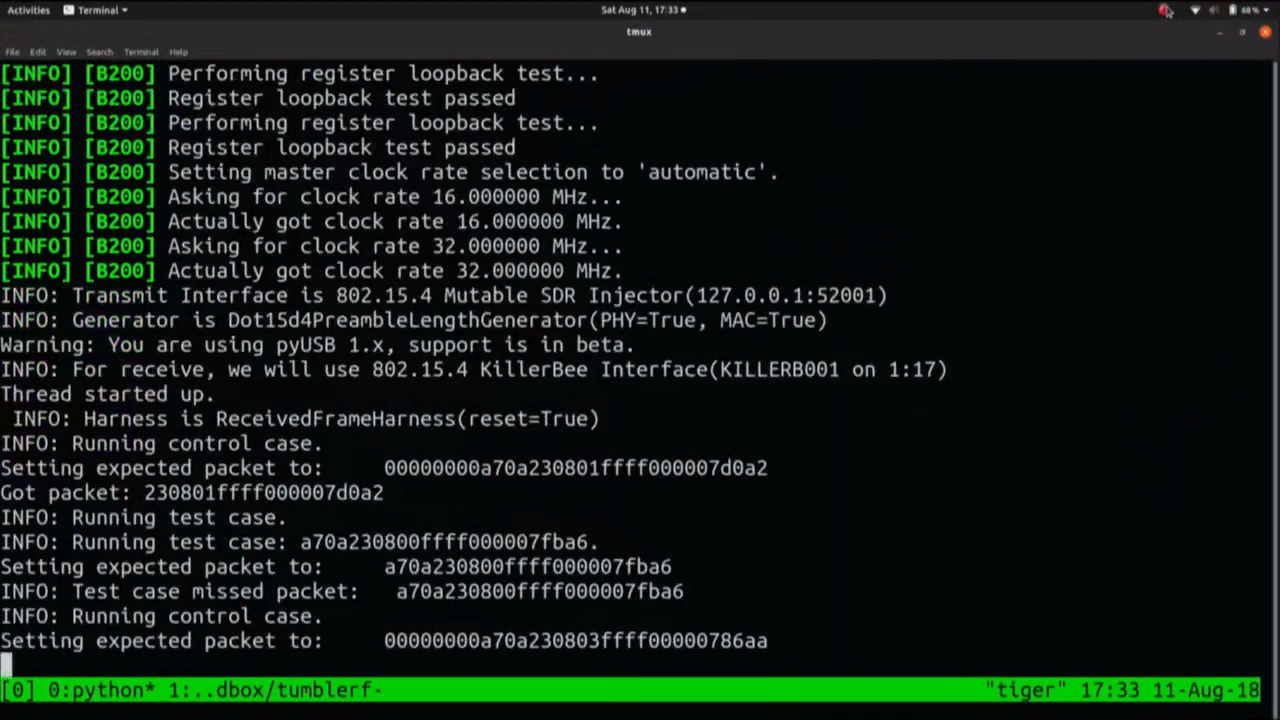 Activities Terminal Sat Aug 11, 17:33 68 %
tmux
File Edit View Search Terminal Help
[INFO] [B200] Performing register loopback test...
[INFO] [B200] Register loopback test passed
[INFO] [B200] Performing register loopback test...
[INFO] [B200] Register loopback test passed
[INFO] [B200] Setting master clock rate selection to 'automatic'.
[INFO] [B200] Asking for clock rate 16.000000 MHz...
[INFO] [B200] Actually got clock rate 16.000000 MHz.
[INFO] [B200] Asking for clock rate 32.000000 MHz...
[INFO] [B200] Actually got clock rate 32.000000 MHz.
INFO: Transmit Interface is 802.15.4 Mutable SDR Injector(127.0.0.1:52001)
INFO: Generator is Dot15d4PreambleLengthGenerator(PHY=True, MAC=True)
Warning: You are using pyUSB 1.x, support is in beta.
INFO: For receive, we will use 802.15.4 KillerBee Interface(KILLERB001 on 1:17)
Thread started up.
INFO: Harness is ReceivedFrameHarness(reset=True)
INFO: Running control case.
Setting expected packet to: 00000000a70a230801ffff000007d0a2
Got packet: 230801ffff000007d0a2
INFO: Running test case.
INFO: Running test case: a70a230800ffff000007fba6.
Setting expected packet to: a70a230800ffff000007fba6
INFO: Test case missed packet: a70a230800ffff000007fba6
INFO: Running control case.
Setting expected packet to: 00000000a70a230803ffff00000786aa
[0] 0:python* 1:..dbox/tumblerf- "tiger" 17:33 11-Aug-18